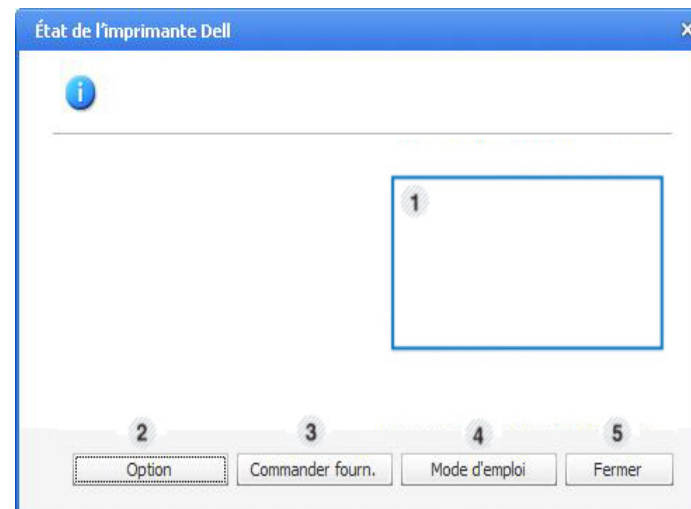 État de l'imprimante Dell
1
2 3 4 5
Option Commander fourn. Mode d'emploi Fermer